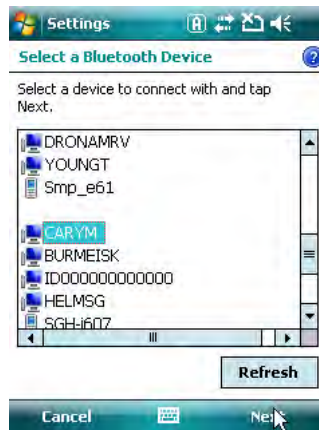 Settings
Select a Bluetooth Device
Select a device to connect with and tap
Next.
DRONAMRV
YOUNGT
Smp_e61
CARYM
BURMEISK
ID000000000000
HELMSG
SGH-i607
Refresh
Cancel
Next